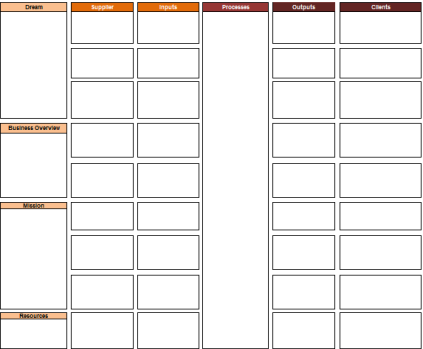 Dream
Supplier
Inputs
Processes
Outputs
Clients
Business Overview
Mission
Resources